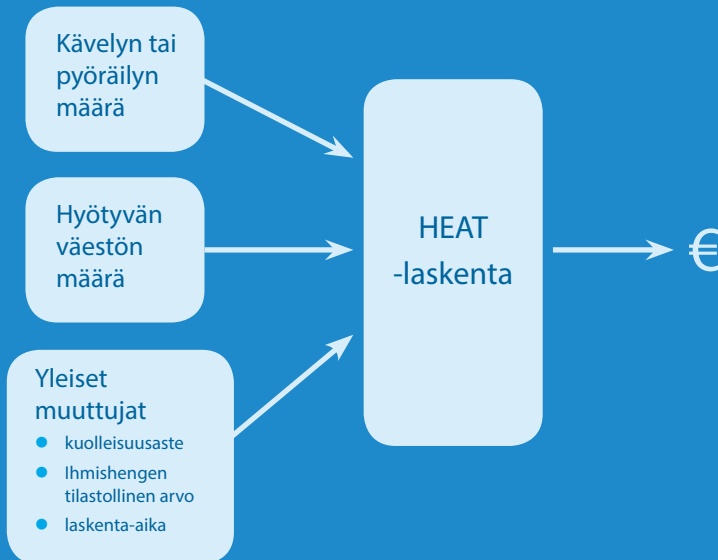 Kävelyn tai
pyöräilyn
määrä
Hyötyvän
väestön
määrä
Yleiset
muuttujat
● kuolleisuusaste
● Ihmishengen
tilastollinen arvo
● laskenta-aika
HEAT
-laskenta
€